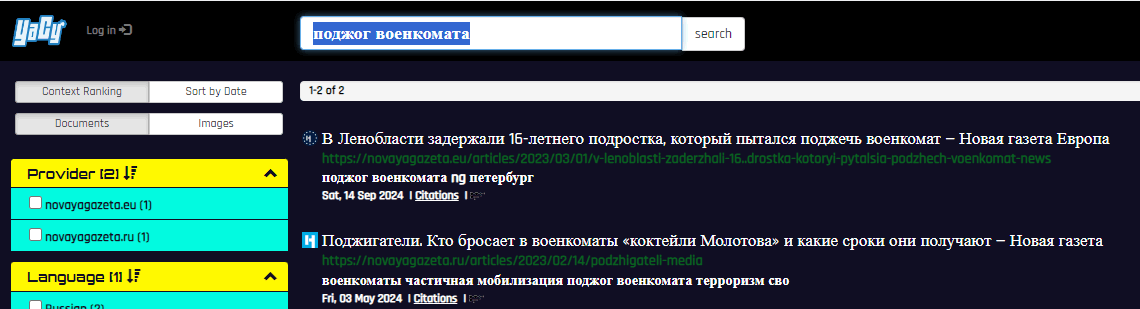 YaCy
Log in
поджог военкомата
search
Context Ranking
Sort by Date
1-2 of 2
Documents
Images
В Ленобласти задержали 16-летнего подростка, который пытался поджечь военкомат — Новая газета Европа
https://novayagazeta.eu/articles/2023/03/01/v-lenoblasti-zaderzhali-16..drostka-kotoryi-pytalsia-podzhech-voenkomat-news
поджог военкомата ng петербург
Sat, 14 Sep 2024 | Citations |
Provider (2)
novayagazeta.eu (1)
novayagazeta.ru (1)
Поджигатели. Кто бросает в военкоматы «коктейли Молотова» и какие сроки они получают — Новая газета
https://novayagazeta.ru/articles/2023/02/14/podzhigateli-media
военкоматы частичная мобилизация поджог военкомата терроризм сво
Fri, 03 May 2024 | Citations |
Language (1)
Russian (2)